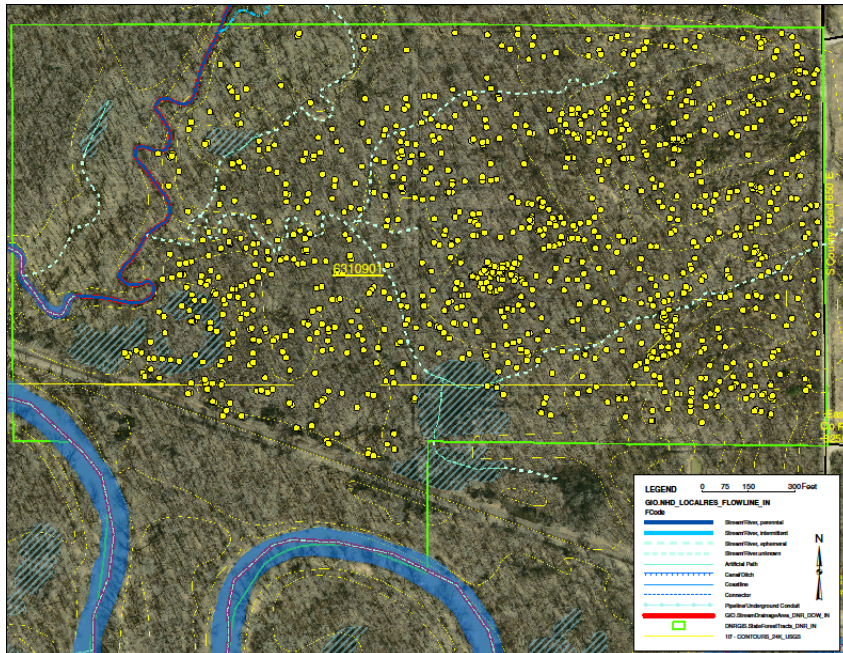 S County Road 650 E
6310901
LEGEND
0 75 150 300 Feet
GIO.NHD_LOCALRES_FLOWLINE_IN
FCode
Stream/River, perennial
Stream/River, intermittent
Stream/River, ephemeral
Stream/River unknown
Artificial Path
Canal/Ditch
Coastline
Connector
Pipeline/Underground Conduit
GIO.StreamDrainageArea_DNR_DOW_IN
DNRGIS.StateForestTracts_DNR_IN
10' - CONTOURS_24K_USGS
N